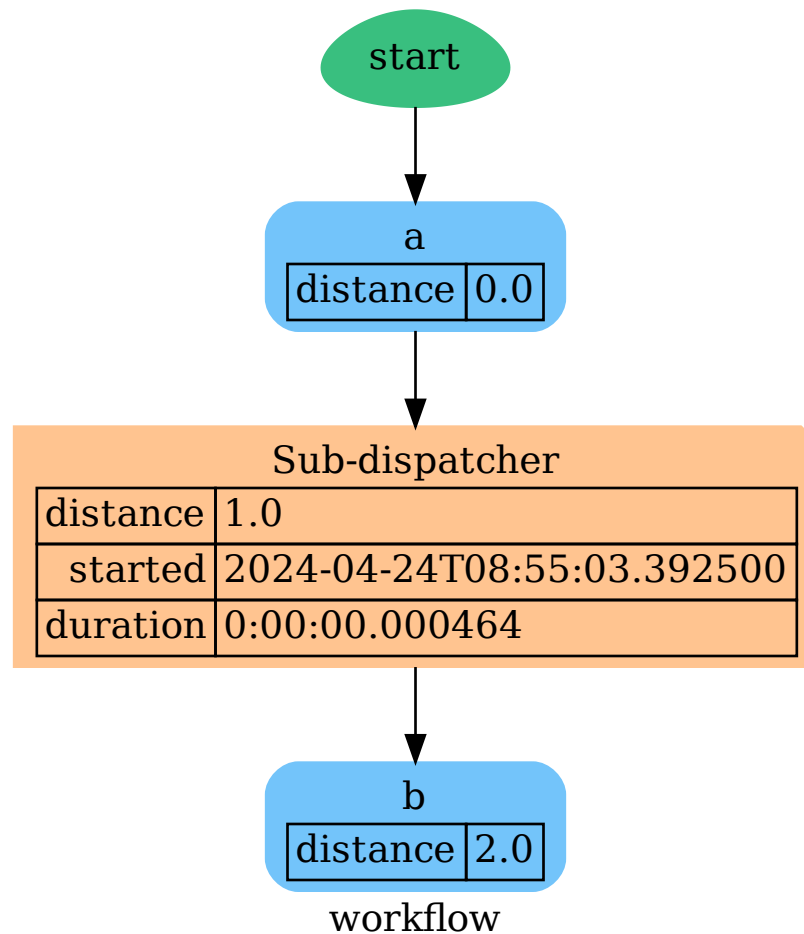 start
a
distance 0.0
Sub-dispatcher
distance 1.0
started 2024-04-24T08:55:03.392500
duration 0:00:00.000464
b
distance 2.0
workflow